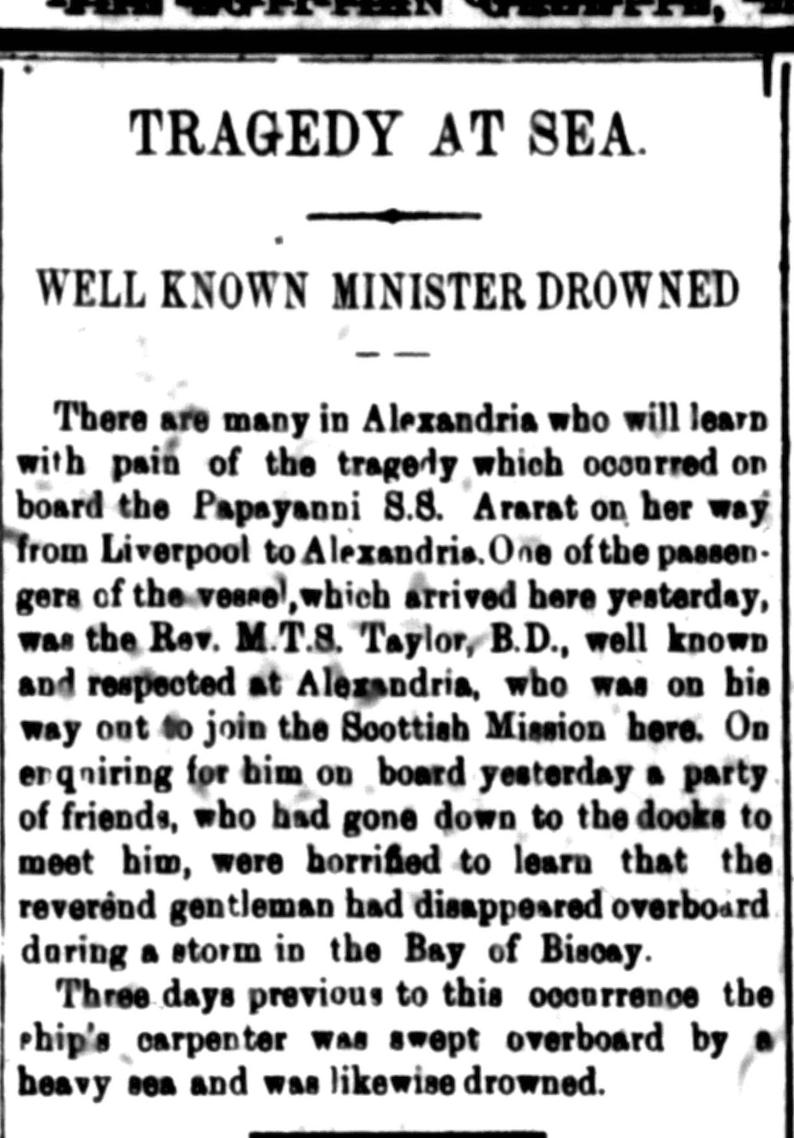 TRAGEDY AT SEA.
WELL KNOWN MINISTER DROWNED
There are many in Alexandria who will learn
with pain of the tragedy which occurred on
board the Papayanni S.S. Ararat on her way
from Liverpool to Alexandria. One of the passen-
gers of the vessel, which arrived here yesterday,
was the Rev. M.T.S. Taylor, B.D., well known
and respected at Alexandria, who was on his
way out to join the Scottish Mission here. On
enquiring for him on board yesterday a party
of friends, who had gone down to the docks to
meet him, were horrified to learn that the
reverend gentleman had disappeared overboard
during a storm in the Bay of Biscay.
Three days previous to this occurrence the
ship's carpenter was swept overboard by a
heavy sea and was likewise drowned.